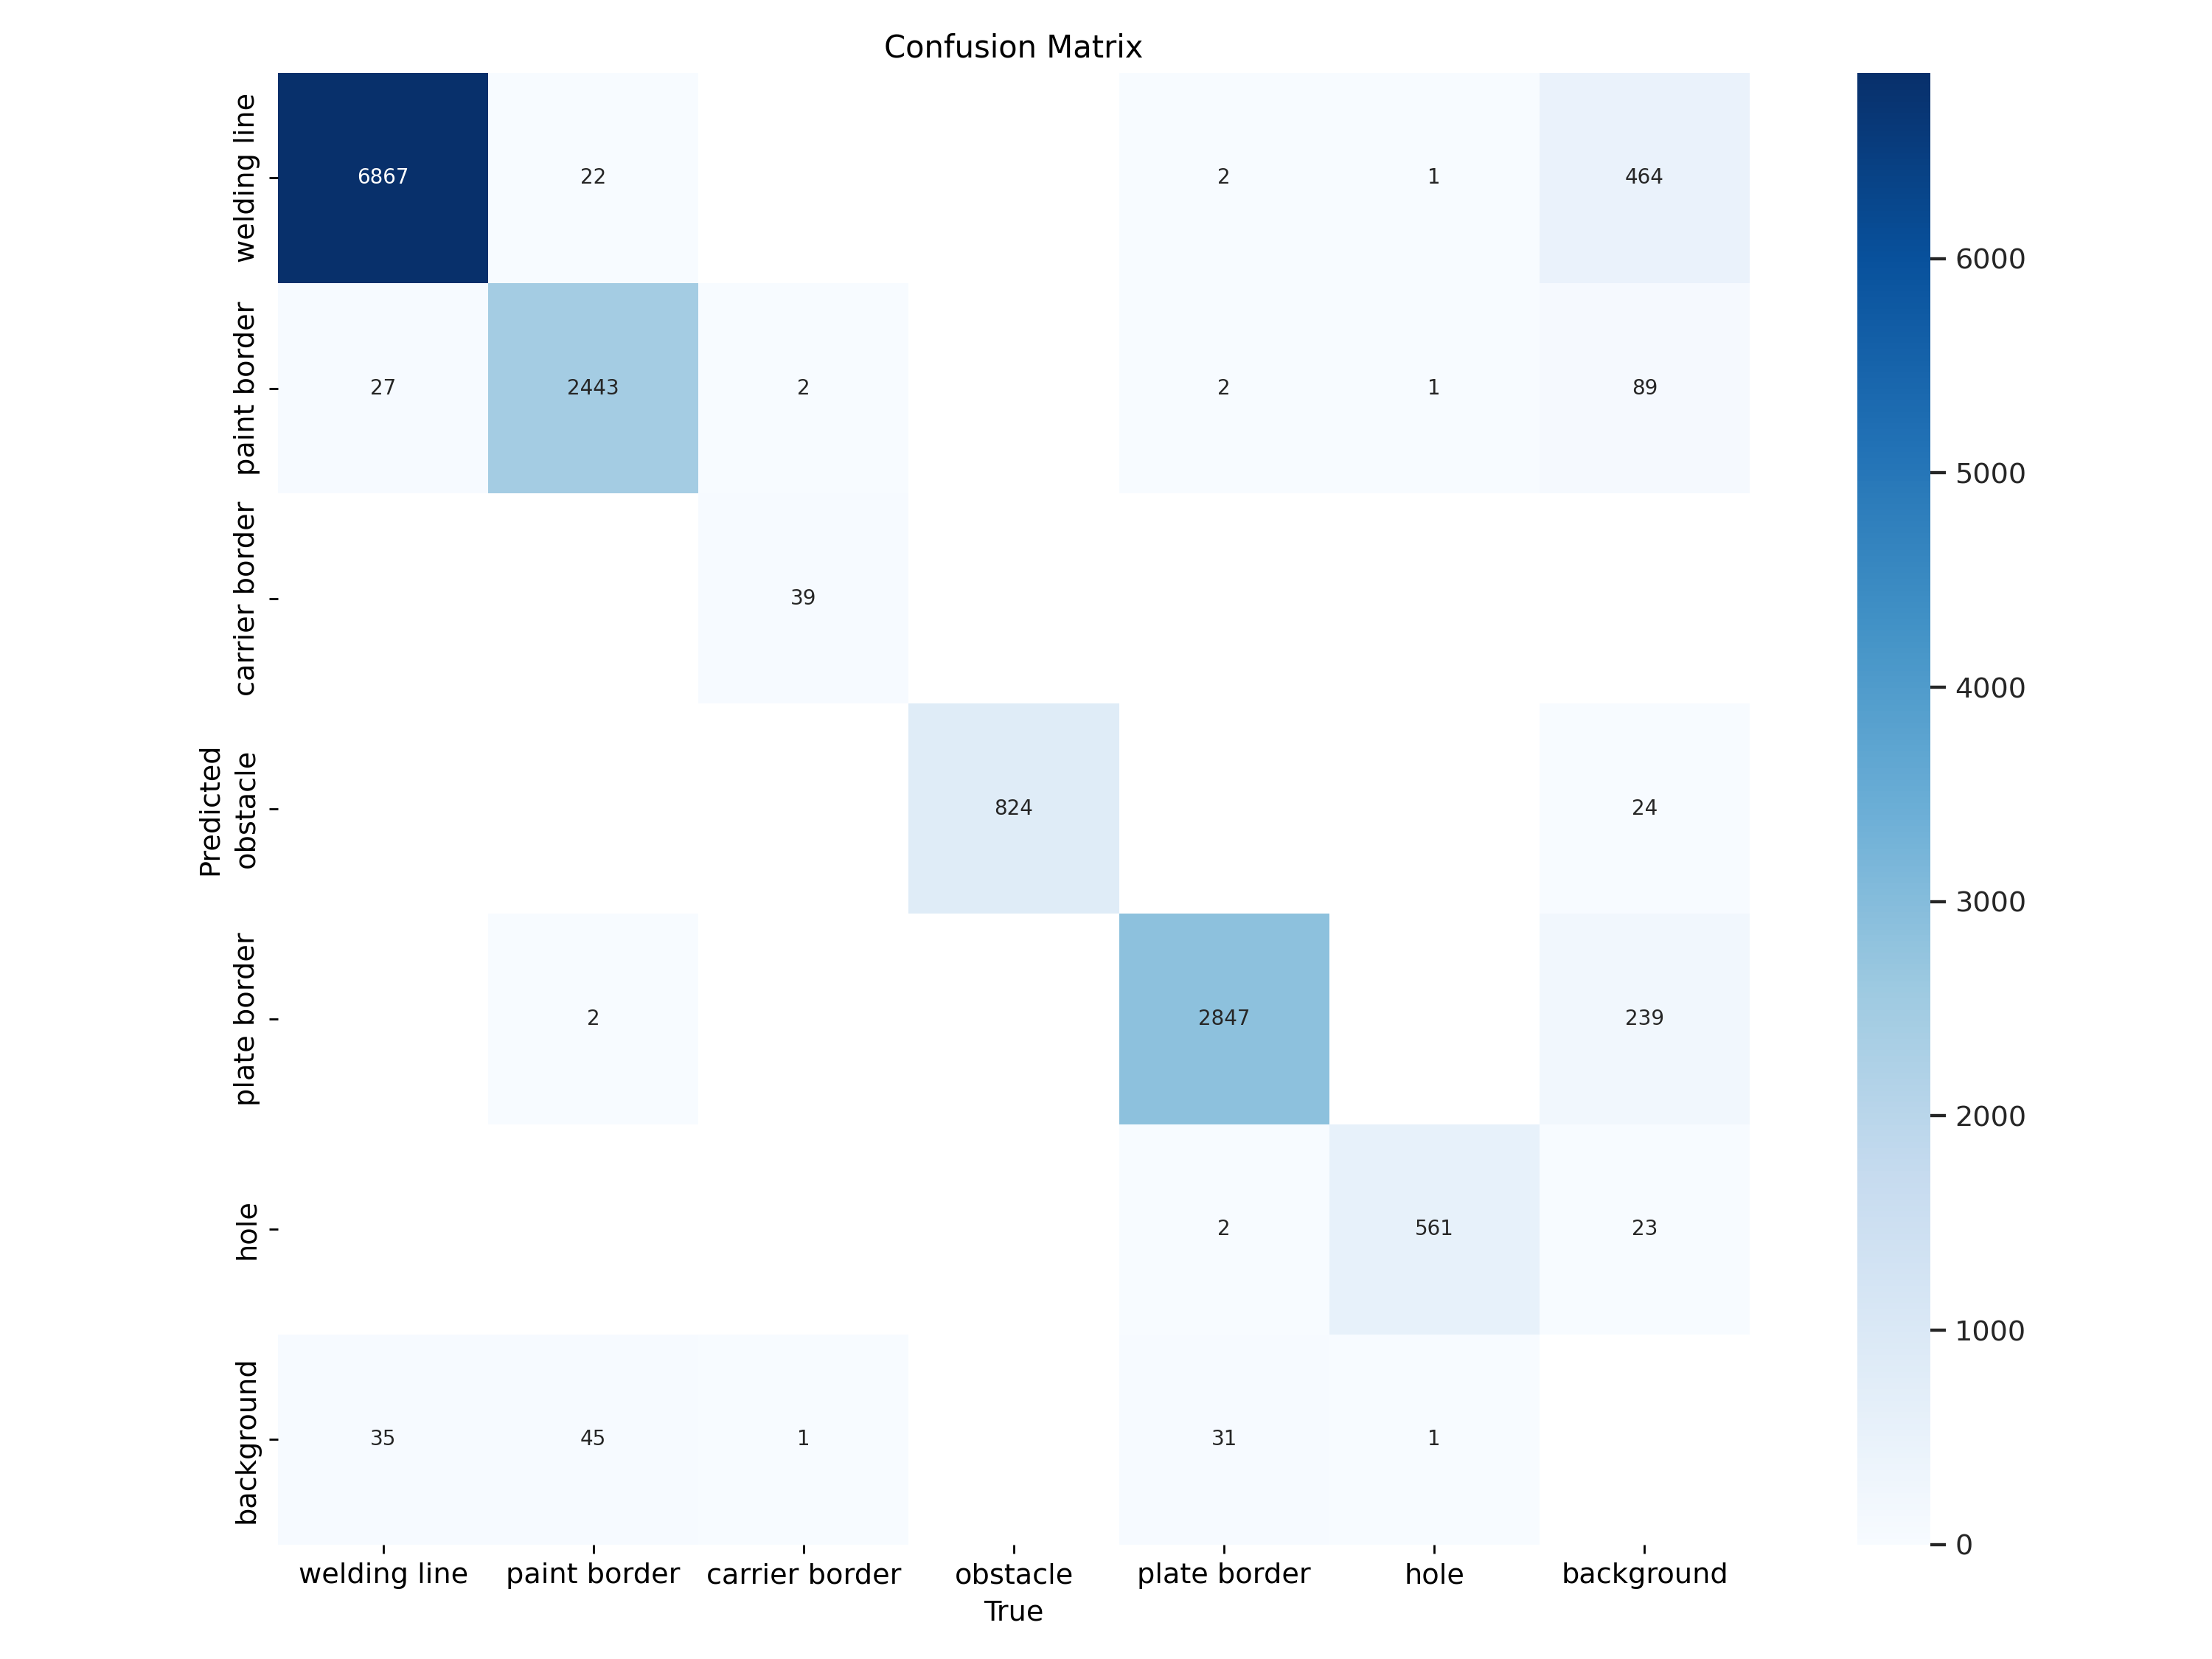 Confusion Matrix
welding line
6867 22 2 1 464
paint border
27 2443 2 2 1 89
carrier border
39
Predicted
obstacle
824 24
plate border
2 2847 239
hole
2 561 23
background
35 45 1 31 1
welding line paint border carrier border obstacle plate border hole background
True
6000
5000
4000
3000
2000
1000
0